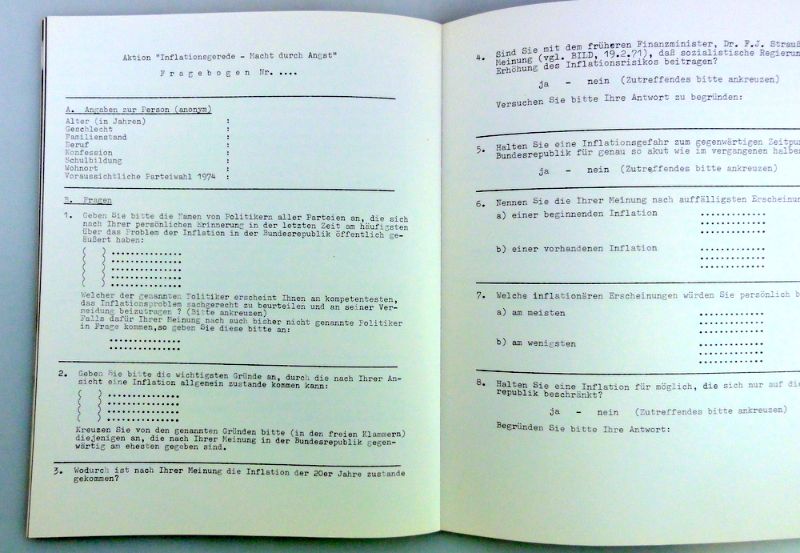 Aktion "Inflationsgerede - Macht durch Angst"
F r a g e b o g e n Nr. ....
A. Angaben zur Person (anonym)
Alter (in Jahren) :
Geschlecht :
Familienstand :
Beruf :
Konfession :
Schulbildung :
Wohnort :
Voraussichtliche Parteiwahl 1974 :
B. Fragen
1. Geben Sie bitte die Namen von Politikern aller Parteien an, die sich
nach Ihrer persönlichen Erinnerung in der letzten Zeit am häufigsten
über das Problem der Inflation in der Bundesrepublik öffentlich ge-
äußert haben:
( ) ..............
( ) ..............
( ) ..............
( ) ..............
( ) ..............
Welcher der genannten Politiker erscheint Ihnen am kompetentesten,
das Inflationsproblem sachgerecht zu beurteilen und an seiner Ver-
meidung beizutragen ? (Bitte ankreuzen)
Falls dafür Ihrer Meinung nach auch bisher nicht genannte Politiker
in Frage kommen,so geben Sie diese bitte an:
..............
..............
2. Geben Sie bitte die wichtigsten Gründe an, durch die nach Ihrer An-
sicht eine Inflation allgemein zustande kommen kann:
( ) ..............
( ) ..............
( ) ..............
( ) ..............
Kreuzen Sie von den genannten Gründen bitte (in den freien Klammern)
diejenigen an, die nach Ihrer Meinung in der Bundesrepublik gegen-
wärtig am ehesten gegeben sind.
3. Wodurch ist nach Ihrer Meinung die Inflation der 20er Jahre zustande
gekommen?
4. Sind Sie mit dem früheren Finanzminister, Dr. F.J. Strauß
Meinung (vgl. BILD, 19.2.71), daß sozialistische Regierun
Erhöhung des Inflationsrisikos beitragen?
ja - nein (Zutreffendes bitte ankreuzen)
Versuchen Sie bitte Ihre Antwort zu begründen:
5. Halten Sie eine Inflationsgefahr zum gegenwärtigen Zeitpu
Bundesrepublik für genau so akut wie im vergangenen halben
ja - nein (Zutreffendes bitte ankreuzen)
6. Nennen Sie die Ihrer Meinung nach auffälligsten Erscheinun
a) einer beginnenden Inflation ............
............
............
b) einer vorhandenen Inflation ............
............
............
7. Welche inflationären Erscheinungen würden Sie persönlich b
a) am meisten ............
............
............
b) am wenigsten ............
............
............
8. Halten Sie eine Inflation für möglich, die sich nur auf die
republik beschränkt?
ja - nein (Zutreffendes bitte ankreuzen)
Begründen Sie bitte Ihre Antwort: